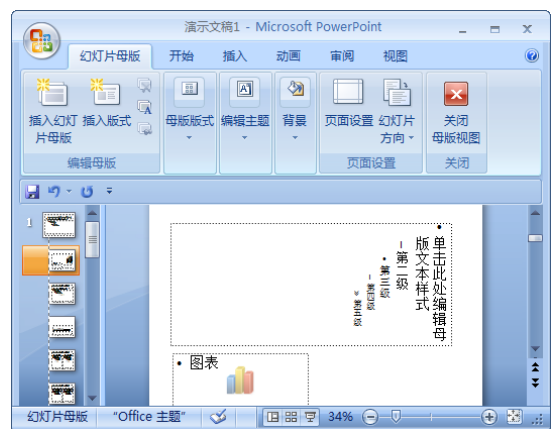 演示文稿1 - Microsoft PowerPoint
幻灯片母版 开始 插入 动画 审阅 视图
插入幻灯片母版
插入版式
母版版式
编辑主题
背景
页面设置
幻灯片方向
关闭母版视图
编辑母版
页面设置
关闭
1
• 单击此处编辑母版文本样式
– 第二级
• 第三级
– 第四级
» 第五级
• 图表
幻灯片母版 "Office 主题" 34%